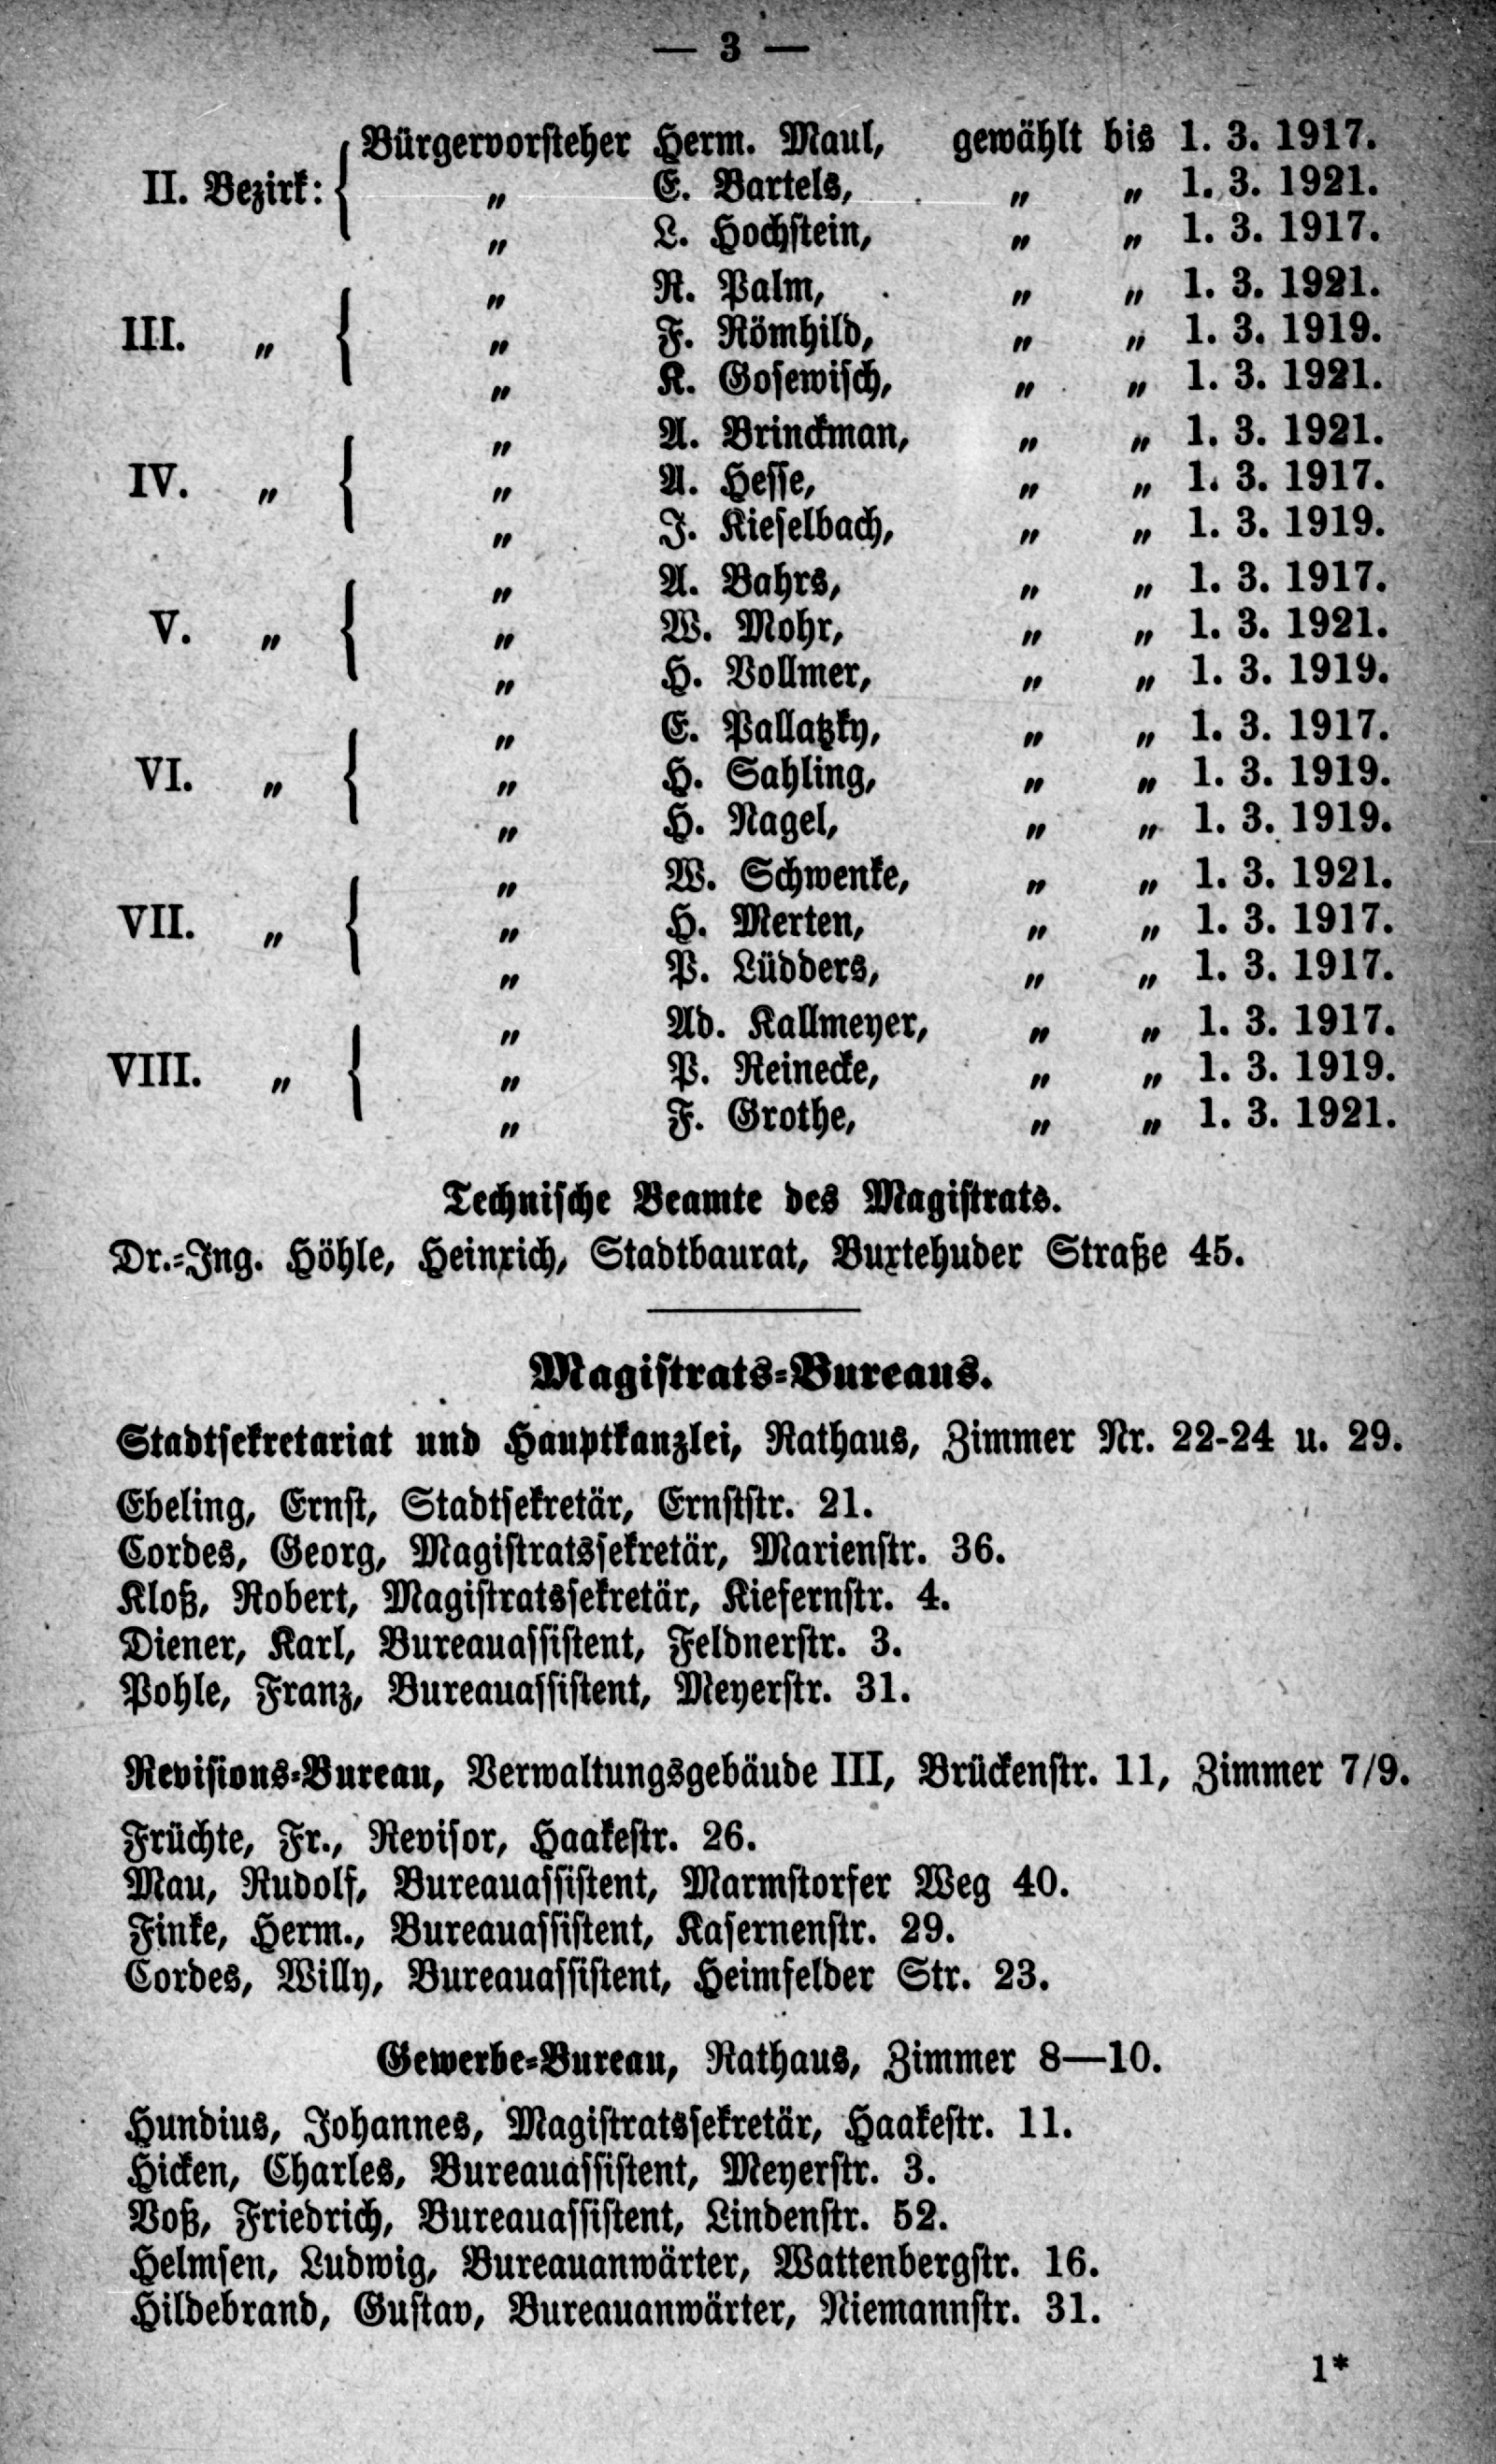 — 3 —
Bürgervorsteher Herm. Maul, gewählt bis 1. 3. 1917.
II. Bezirk: „ E. Bartels, „ „ 1. 3. 1921.
„ L. Hochstein, „ „ 1. 3. 1917.
„ R. Palm, „ „ 1. 3. 1921.
III. „ „ F. Römhild, „ „ 1. 3. 1919.
„ K. Gosewisch, „ „ 1. 3. 1921.
„ A. Brinckman, „ „ 1. 3. 1921.
IV. „ „ A. Hesse, „ „ 1. 3. 1917.
„ J. Kieselbach, „ „ 1. 3. 1919.
„ A. Bahrs, „ „ 1. 3. 1917.
V. „ „ W. Mohr, „ „ 1. 3. 1921.
„ H. Vollmer, „ „ 1. 3. 1919.
„ E. Pallatzky, „ „ 1. 3. 1917.
VI. „ „ H. Sahling, „ „ 1. 3. 1919.
„ H. Nagel, „ „ 1. 3. 1919.
„ W. Schwenke, „ „ 1. 3. 1921.
VII. „ „ H. Merten, „ „ 1. 3. 1917.
„ P. Lüdders, „ „ 1. 3. 1917.
„ Ad. Kallmeyer, „ „ 1. 3. 1917.
VIII. „ „ P. Reinecke, „ „ 1. 3. 1919.
„ F. Grothe, „ „ 1. 3. 1921.
Technische Beamte des Magistrats.
Dr.-Ing. Höhle, Heinrich, Stadtbaurat, Buxtehuder Straße 45.
Magistrats-Bureaus.
Stadtsekretariat und Hauptkanzlei, Rathaus, Zimmer Nr. 22-24 u. 29.
Ebeling, Ernst, Stadtsekretär, Ernststr. 21.
Cordes, Georg, Magistratssekretär, Marienstr. 36.
Kloß, Robert, Magistratssekretär, Kiefernstr. 4.
Diener, Karl, Bureauassistent, Feldnerstr. 3.
Pohle, Franz, Bureauassistent, Meyerstr. 31.
Revisions-Bureau, Verwaltungsgebäude III, Brückenstr. 11, Zimmer 7/9.
Früchte, Fr., Revisor, Haakestr. 26.
Mau, Rudolf, Bureauassistent, Marmstorfer Weg 40.
Finke, Herm., Bureauassistent, Kasernenstr. 29.
Cordes, Willy, Bureauassistent, Heimfelder Str. 23.
Gewerbe-Bureau, Rathaus, Zimmer 8—10.
Hundius, Johannes, Magistratssekretär, Haakestr. 11.
Hicken, Charles, Bureauassistent, Meyerstr. 3.
Voß, Friedrich, Bureauassistent, Lindenstr. 52.
Helmsen, Ludwig, Bureauanwärter, Wattenbergstr. 16.
Hildebrand, Gustav, Bureauanwärter, Niemannstr. 31.
1*